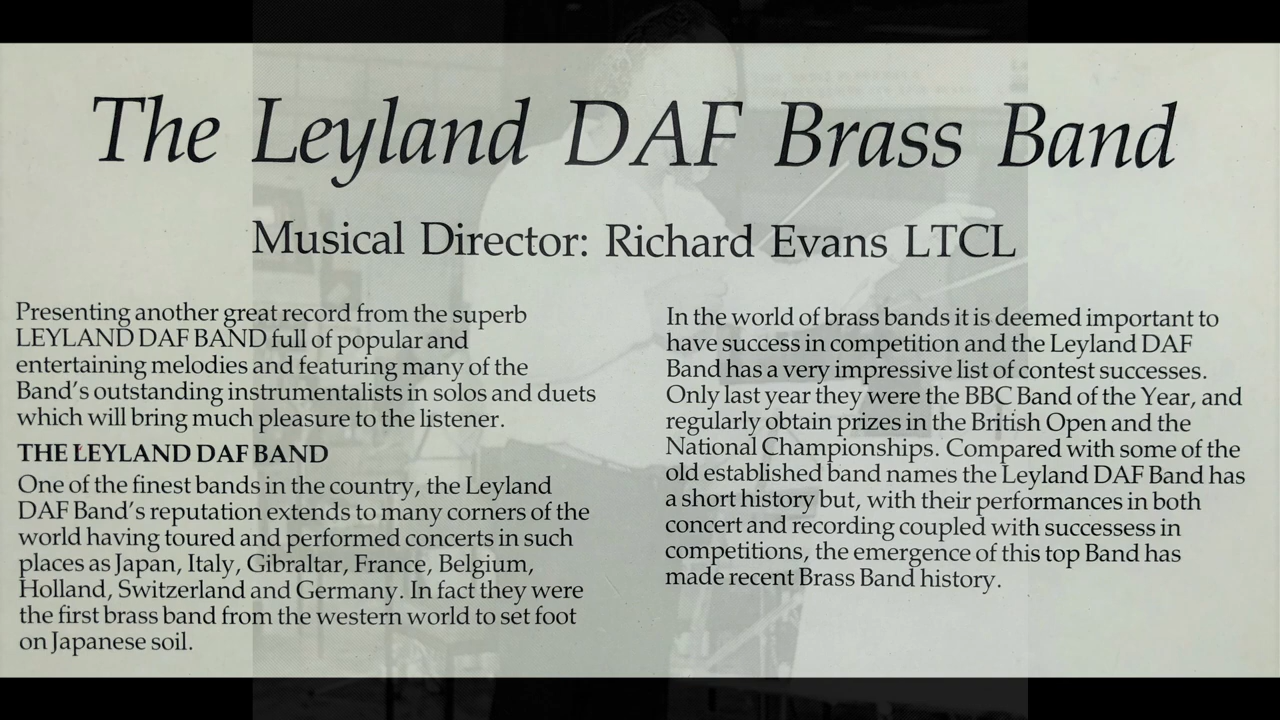 The Leyland DAF Brass Band
Musical Director: Richard Evans LTCL
Presenting another great record from the superb
LEYLAND DAF BAND full of popular and
entertaining melodies and featuring many of the
Band's outstanding instrumentalists in solos and duets
which will bring much pleasure to the listener.
THE LEYLAND DAF BAND
One of the finest bands in the country, the Leyland
DAF Band's reputation extends to many corners of the
world having toured and performed concerts in such
places as Japan, Italy, Gibraltar, France, Belgium,
Holland, Switzerland and Germany. In fact they were
the first brass band from the western world to set foot
on Japanese soil.
In the world of brass bands it is deemed important to
have success in competition and the Leyland DAF
Band has a very impressive list of contest successes.
Only last year they were the BBC Band of the Year, and
regularly obtain prizes in the British Open and the
National Championships. Compared with some of the
old established band names the Leyland DAF Band has
a short history but, with their performances in both
concert and recording coupled with successess in
competitions, the emergence of this top Band has
made recent Brass Band history.